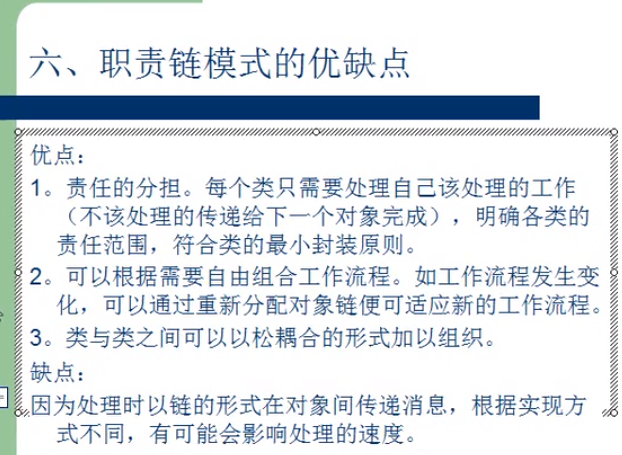 六、职责链模式的优缺点
优点：
1。责任的分担。每个类只需要处理自己该处理的工作
（不该处理的传递给下一个对象完成），明确各类的
责任范围，符合类的最小封装原则。
2。可以根据需要自由组合工作流程。如工作流程发生变
化，可以通过重新分配对象链便可适应新的工作流程。
3。类与类之间可以以松耦合的形式加以组织。
缺点：
因为处理时以链的形式在对象间传递消息，根据实现方
式不同，有可能会影响处理的速度。